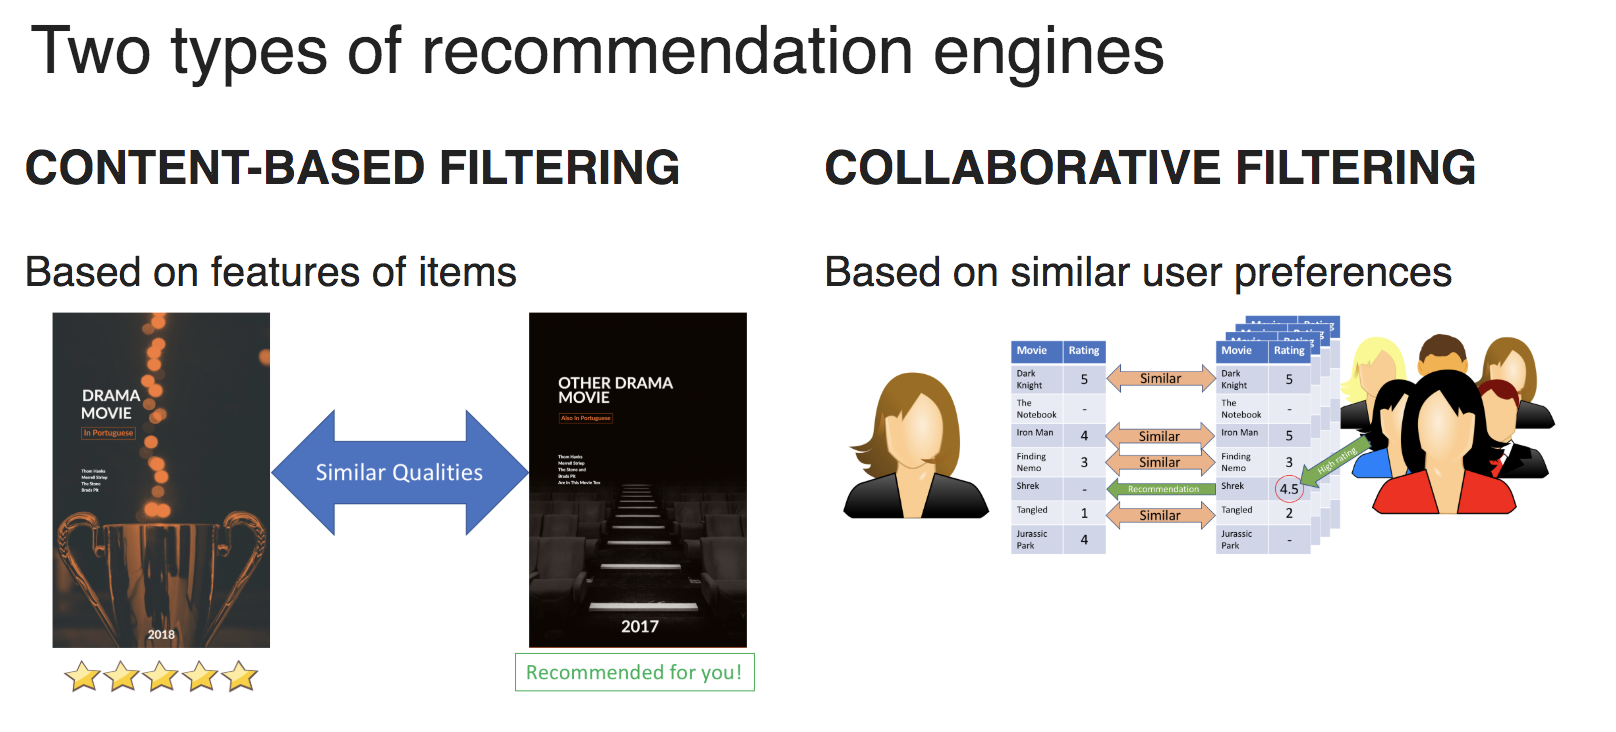 Two types of recommendation engines
CONTENT-BASED FILTERING
Based on features of items
DRAMA
MOVIE
In Portuguese
Thom Hanks
Merrell Striep
The Stone
Brads Pit
2018
Similar Qualities
OTHER DRAMA
MOVIE
Also In Portuguese
Thom Hanks
Merrell Striep
The Stone and
Brads Pit
Are In This Movie Too
2017
Recommended for you!
COLLABORATIVE FILTERING
Based on similar user preferences
Movie Rating
Dark
Knight 5
The
Notebook -
Iron Man 4
Finding
Nemo 3
Shrek -
Tangled 1
Jurassic
Park 4
Similar
Similar
Similar
Recommendation
Similar
Movie Rating
Dark
Knight 5
The
Notebook -
Iron Man 5
Finding
Nemo 3
Shrek 4.5
Tangled 2
Jurassic
Park -
High rating